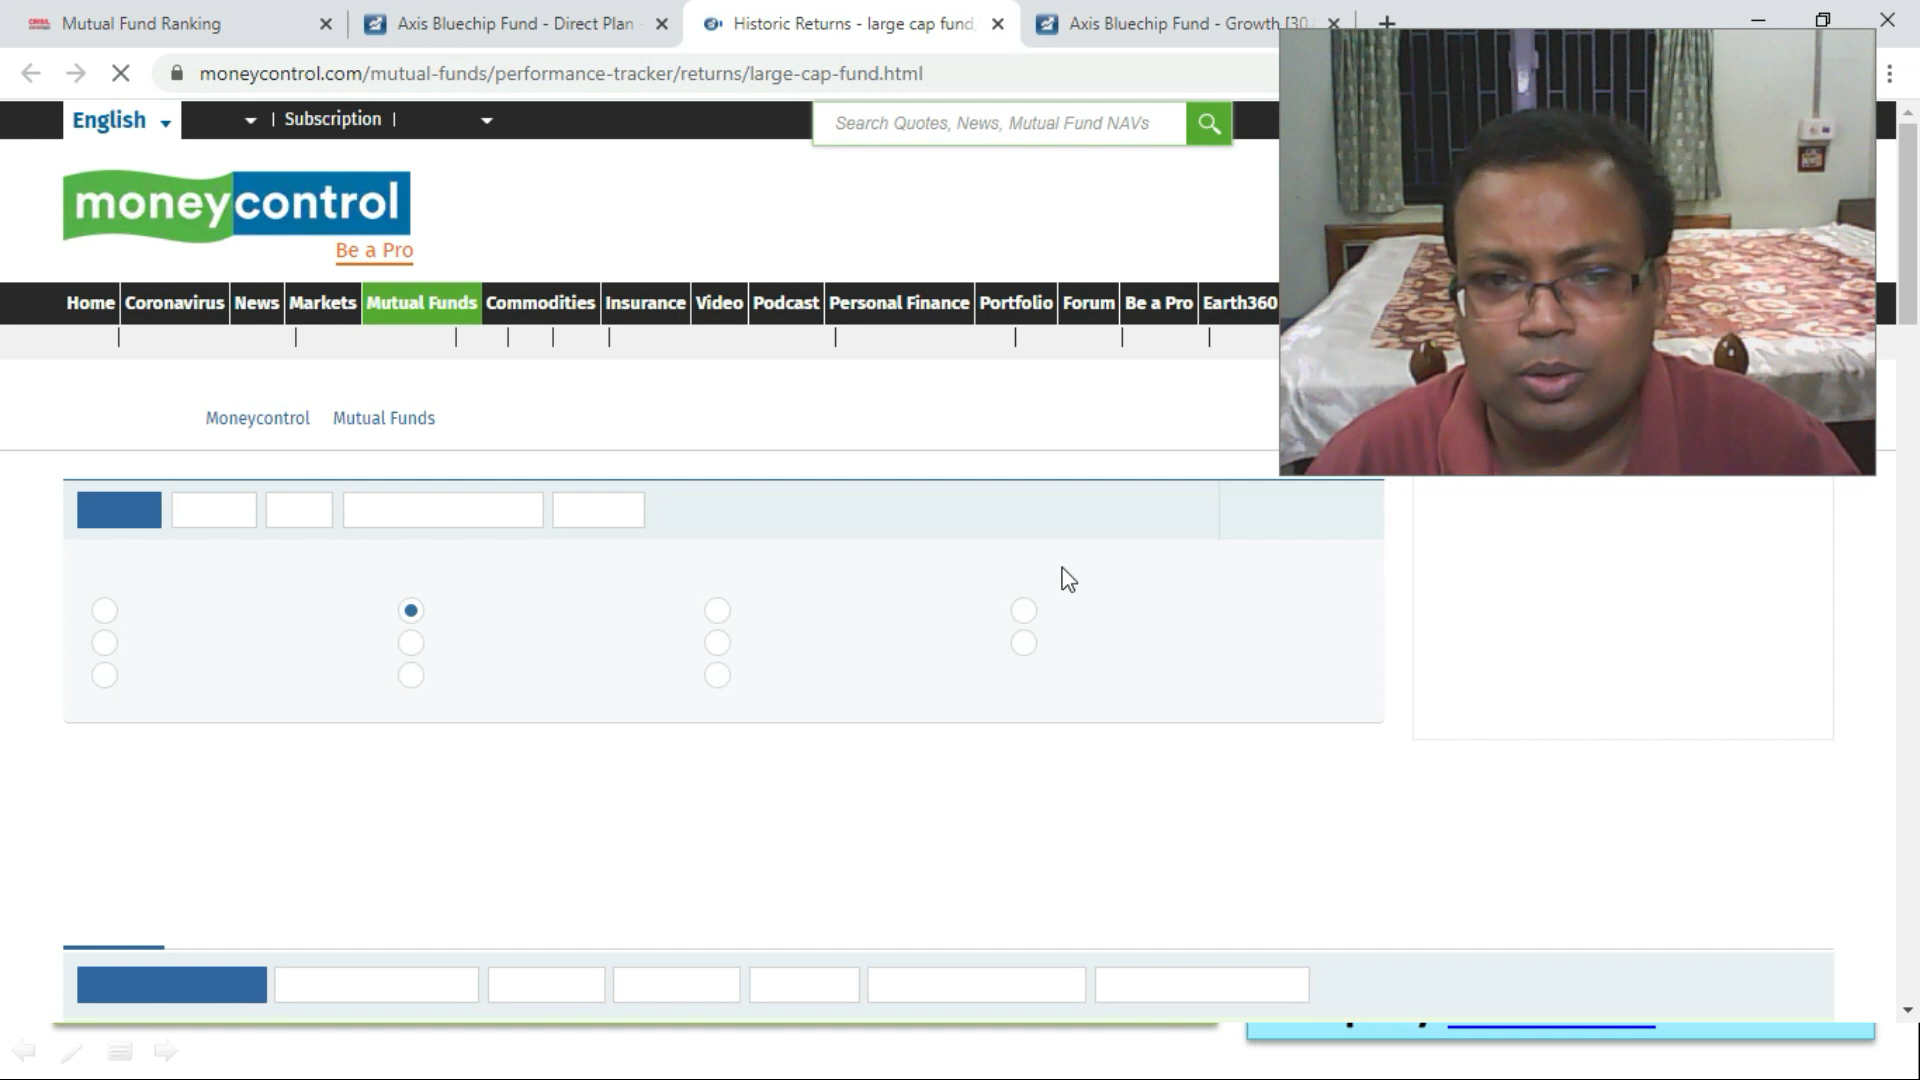 Mutual Fund Ranking
Axis Bluechip Fund - Direct Plan -
Historic Returns - large cap fund,
Axis Bluechip Fund - Growth [30.
moneycontrol.com/mutual-funds/performance-tracker/returns/large-cap-fund.html
English | Subscription |
Search Quotes, News, Mutual Fund NAVs
moneycontrol
Be a Pro
Home Coronavirus News Markets Mutual Funds Commodities Insurance Video Podcast Personal Finance Portfolio Forum Be a Pro Earth360
Moneycontrol Mutual Funds